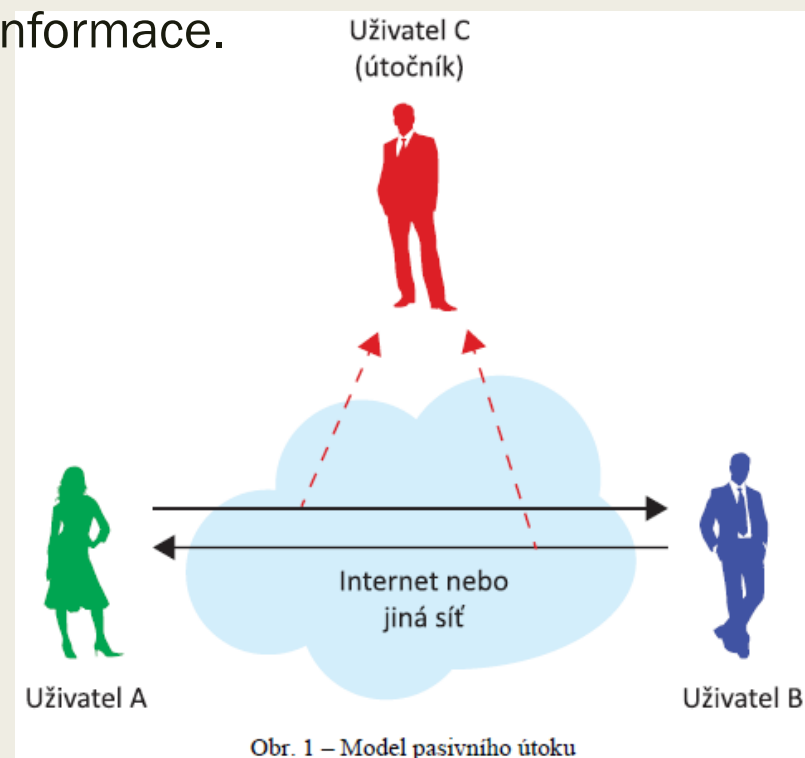 nformace.
Uživatel C
(útočník)
Internet nebo
jiná síť
Uživatel A
Uživatel B
Obr. 1 – Model pasivního útoku